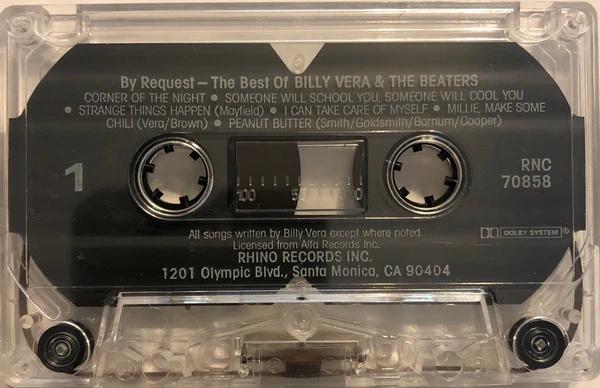 By Request — The Best Of BILLY VERA & THE BEATERS
CORNER OF THE NIGHT • SOMEONE WILL SCHOOL YOU, SOMEONE WILL COOL YOU
• STRANGE THINGS HAPPEN (Mayfield) • I CAN TAKE CARE OF MYSELF • MILLIE, MAKE SOME
CHILI (Vera/Brown) • PEANUT BUTTER (Smith/Goldsmith/Barnum/Cooper)
1
RNC
70858
100 50 0
All songs written by Billy Vera except where noted.
Licensed from Alfa Records Inc.
DOLBY SYSTEM®
RHINO RECORDS INC.
1201 Olympic Blvd., Santa Monica, CA 90404